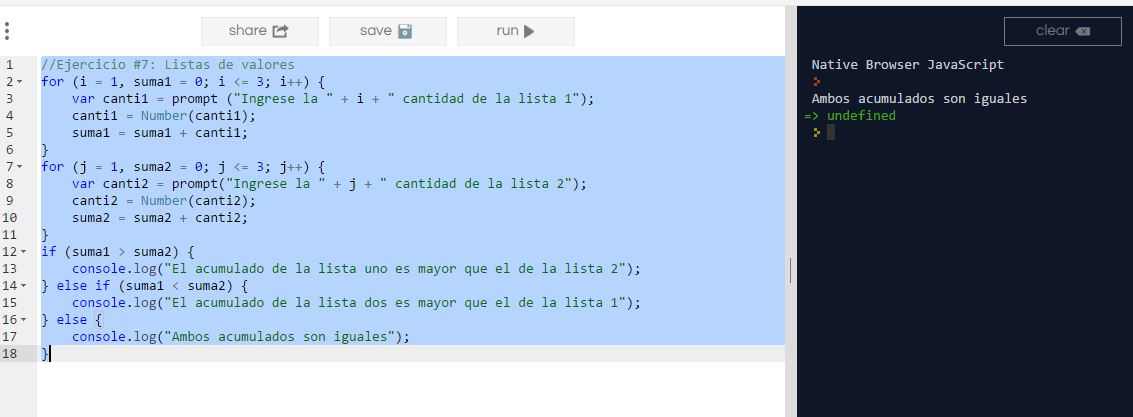 share save run clear
1 //Ejercicio #7: Listas de valores
2 for (i = 1, suma1 = 0; i <= 3; i++) {
3 var canti1 = prompt ("Ingrese la " + i + " cantidad de la lista 1");
4 canti1 = Number(canti1);
5 suma1 = suma1 + canti1;
6 }
7 for (j = 1, suma2 = 0; j <= 3; j++) {
8 var canti2 = prompt("Ingrese la " + j + " cantidad de la lista 2");
9 canti2 = Number(canti2);
10 suma2 = suma2 + canti2;
11 }
12 if (suma1 > suma2) {
13 console.log("El acumulado de la lista uno es mayor que el de la lista 2");
14 } else if (suma1 < suma2) {
15 console.log("El acumulado de la lista dos es mayor que el de la lista 1");
16 } else {
17 console.log("Ambos acumulados son iguales");
18 }
Native Browser JavaScript
>
Ambos acumulados son iguales
=> undefined
>